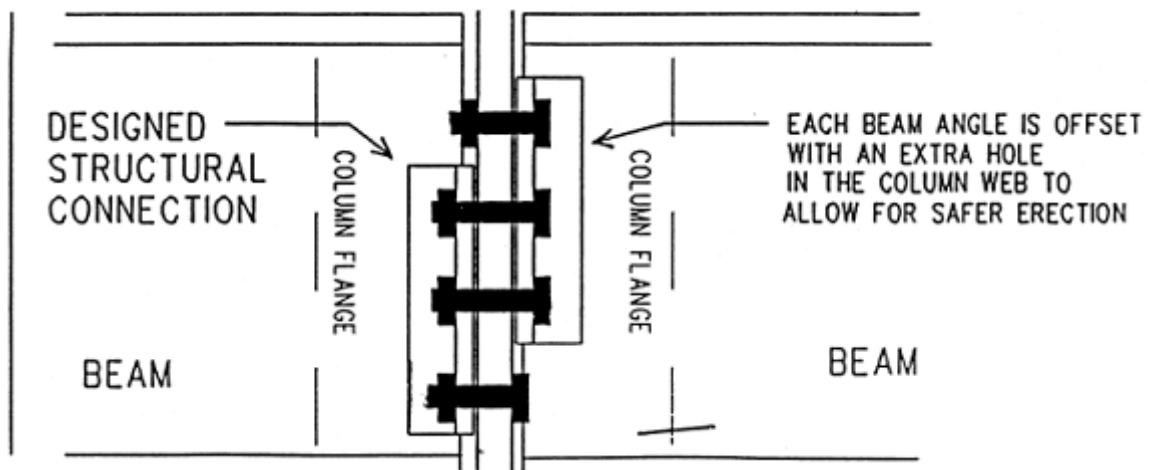 DESIGNED
STRUCTURAL
CONNECTION
BEAM
COLUMN FLANGE
COLUMN FLANGE
EACH BEAM ANGLE IS OFFSET
WITH AN EXTRA HOLE
IN THE COLUMN WEB TO
ALLOW FOR SAFER ERECTION
BEAM